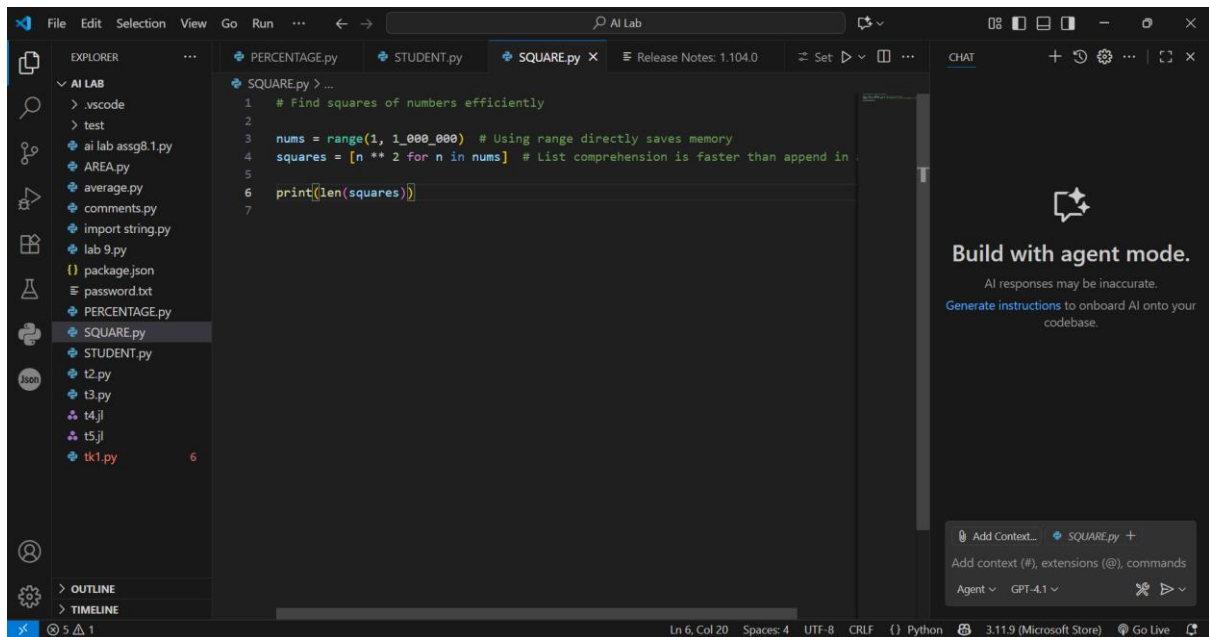 File Edit Selection View Go Run ··· AI Lab
EXPLORER ···
AI LAB
.vscode
test
ai lab assg8.1.py
AREA.py
average.py
comments.py
import string.py
lab 9.py
{} package.json
password.txt
PERCENTAGE.py
SQUARE.py
STUDENT.py
t2.py
t3.py
t4.jl
t5.jl
tk1.py 6
OUTLINE
TIMELINE
Json
PERCENTAGE.py STUDENT.py SQUARE.py Release Notes: 1.104.0 Set ···
SQUARE.py > ...
1 # Find squares of numbers efficiently
2
3 nums = range(1, 1_000_000) # Using range directly saves memory
4 squares = [n ** 2 for n in nums] # List comprehension is faster than append in
5
6 print(len(squares))
7
CHAT
Build with agent mode.
AI responses may be inaccurate.
Generate instructions to onboard AI onto your
codebase.
Add Context... SQUARE.py +
Add context (#), extensions (@), commands
Agent GPT-4.1
5 1 Ln 6, Col 20 Spaces: 4 UTF-8 CRLF {} Python 3.11.9 (Microsoft Store) Go Live